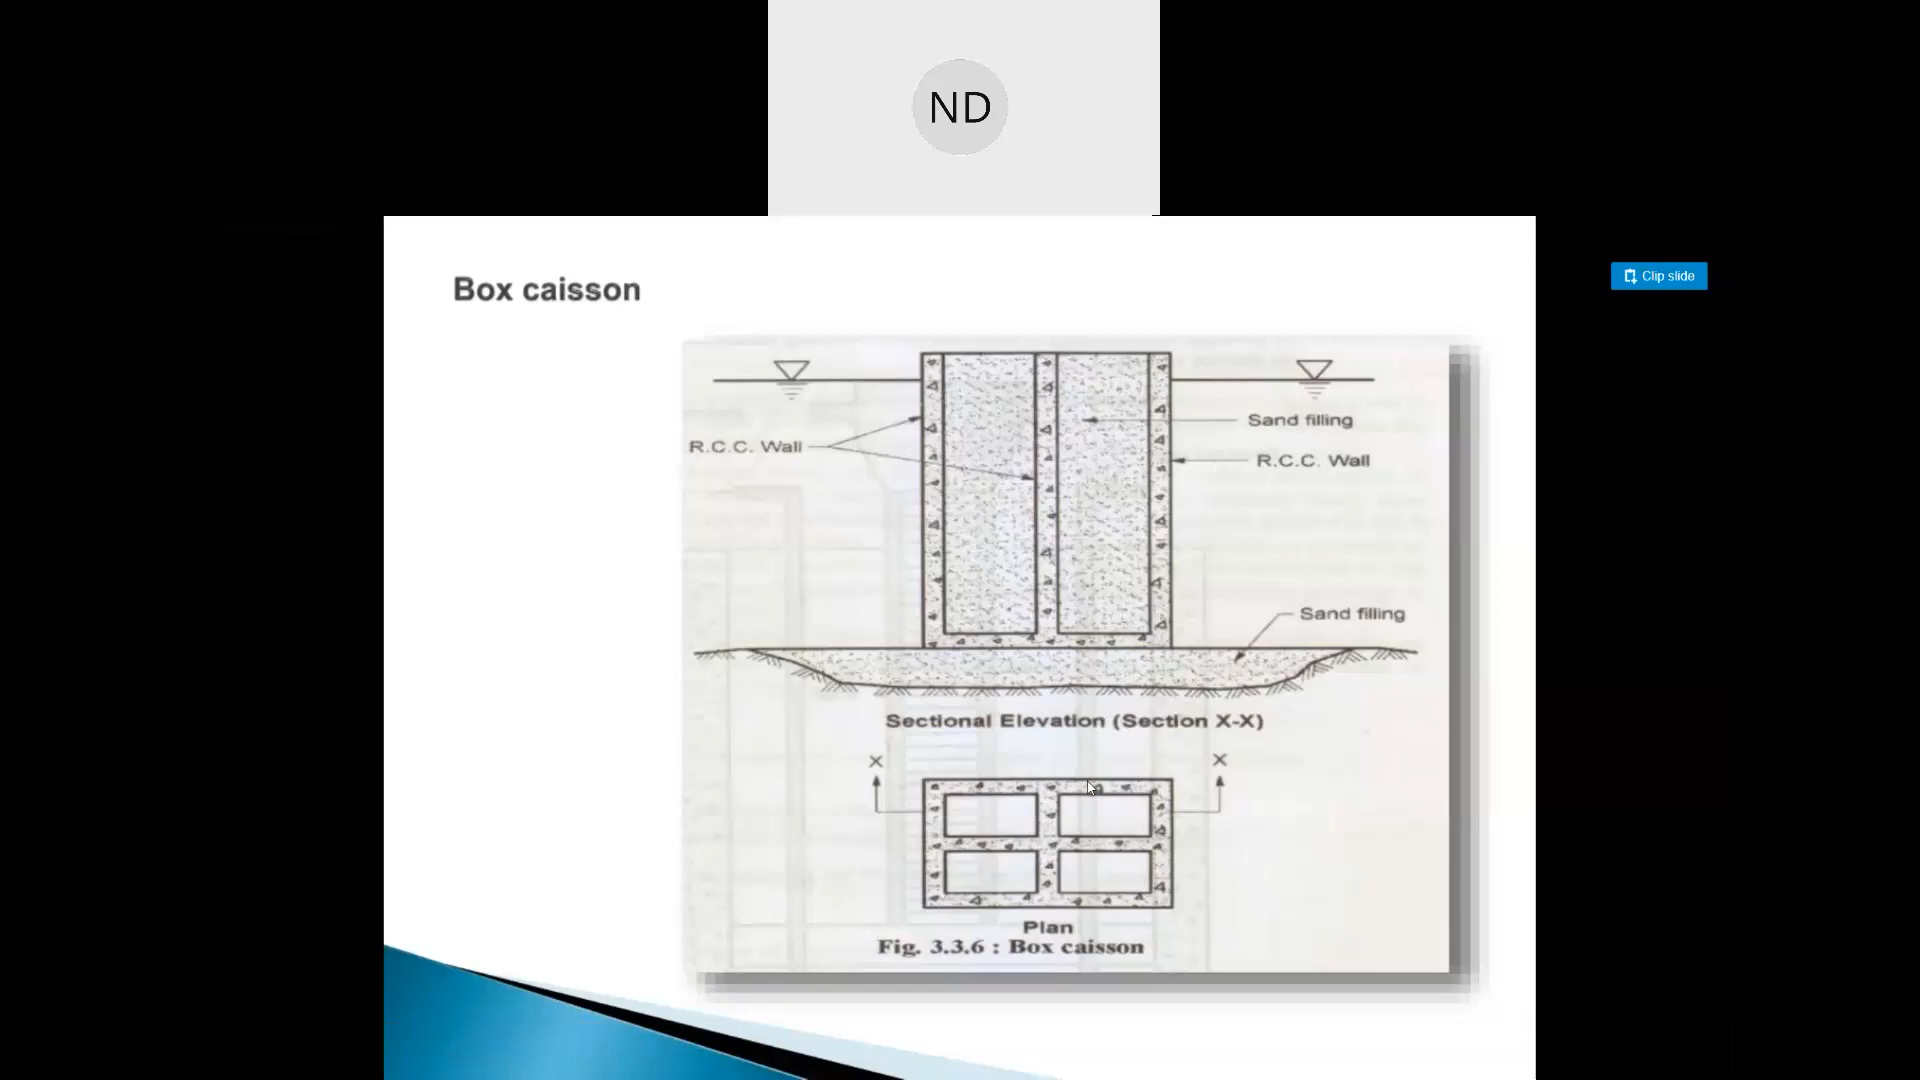 ND
Clip slide
Box caisson
Sand filling
R.C.C. Wall
R.C.C. Wall
Sand filling
Sectional Elevation (Section X-X)
X X
Plan
Fig. 3.3.6 : Box caisson